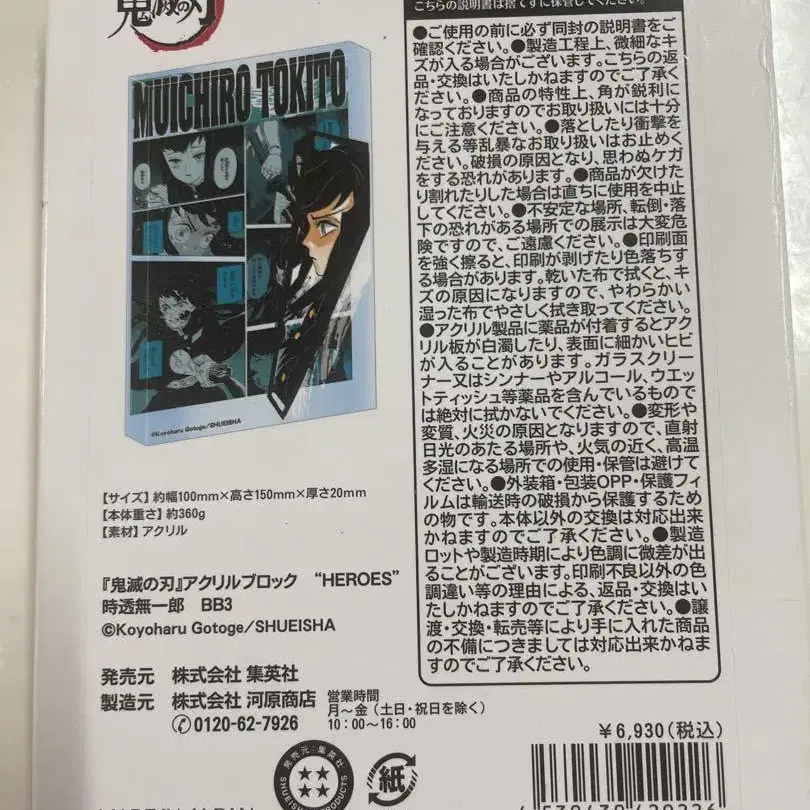 鬼滅の刃
MUICHIRO TOKITO
©Koyoharu Gotoge/SHUEISHA
【サイズ】約幅100mm×高さ150mm×厚さ20mm
【本体重さ】約360g
【素材】アクリル
『鬼滅の刃』アクリルブロック “HEROES”
時透無一郎 BB3
©Koyoharu Gotoge/SHUEISHA
発売元 株式会社 集英社
製造元 株式会社 河原商店
0120-62-7926
営業時間
月〜金（土日・祝日を除く）
10:00〜16:00
こちらの説明書は捨てずに保管してください。
●ご使用の前に必ず同封の説明書をご
確認ください。●製造工程上、微細なキ
ズが入る場合がございます。こちらの返
品・交換はいたしかねますのでご了承く
ださい。●商品の特性上、角が鋭利に
なっておりますのでお取り扱いには十分
にご注意ください。●落としたり衝撃を
与える等乱暴なお取り扱いはお止めく
ださい。破損の原因となり、思わぬケガ
をする恐れがあります。●商品が欠けた
り割れたりした場合は直ちに使用を中止
してください。●不安定な場所、転倒・落
下の恐れがある場所での展示は大変危
険ですので、ご遠慮ください。●印刷面
を強く擦ると、印刷が剥げたり色落ちす
る場合があります。乾いた布で拭くと、キ
ズの原因になりますので、やわらかい
湿った布でやさしく拭き取ってください。
●アクリル製品に薬品が付着するとアク
リル板が白濁したり、表面に細かいヒビ
が入ることがあります。ガラスクリー
ナー又はシンナーやアルコール、ウエッ
トティッシュ等薬品を含んでいるもので
は絶対に拭かないでください。●変形や
変質、火災の原因となりますので、直射
日光のあたる場所や、火気の近く、高温
多湿になる場所での使用・保管は避けて
ください。●外装箱・包装OPP・保護フィ
ルムは輸送時の破損から保護するため
の物です。本体以外の交換は対応出来
かねますのでご了承ください。●製造
ロットや製造時期により色調に微差が出
ることがございます。印刷不良以外の色
調違い等の理由による、返品・交換はい
たしかねますのでご了承ください。●譲
渡・交換・転売等により手に入れた商品
の不備につきましては対応出来かねま
すのでご了承ください。
￥6,930(税込)
発売元：集英社
SHUEISHA PRODUCTS
紙